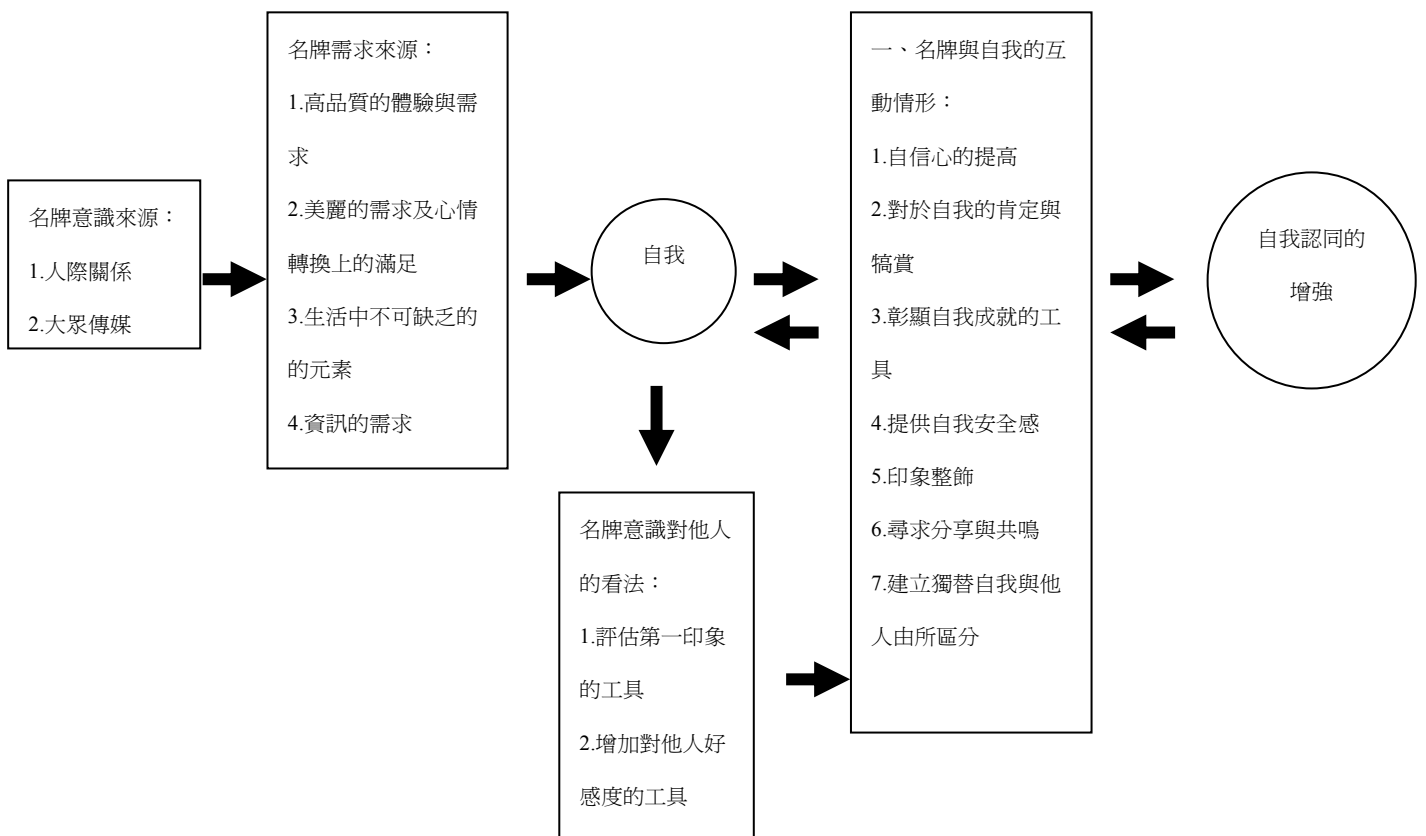 名牌意識來源：
1.人際關係
2.大眾傳媒
名牌需求來源：
1.高品質的體驗與需
求
2.美麗的需求及心情
轉換上的滿足
3.生活中不可缺乏的
的元素
4.資訊的需求
自我
名牌意識對他人
的看法：
1.評估第一印象
的工具
2.增加對他人好
感度的工具
一、名牌與自我的互
動情形：
1.自信心的提高
2.對於自我的肯定與
犒賞
3.彰顯自我成就的工
具
4.提供自我安全感
5.印象整飾
6.尋求分享與共鳴
7.建立獨替自我與他
人由所區分
自我認同的
增強